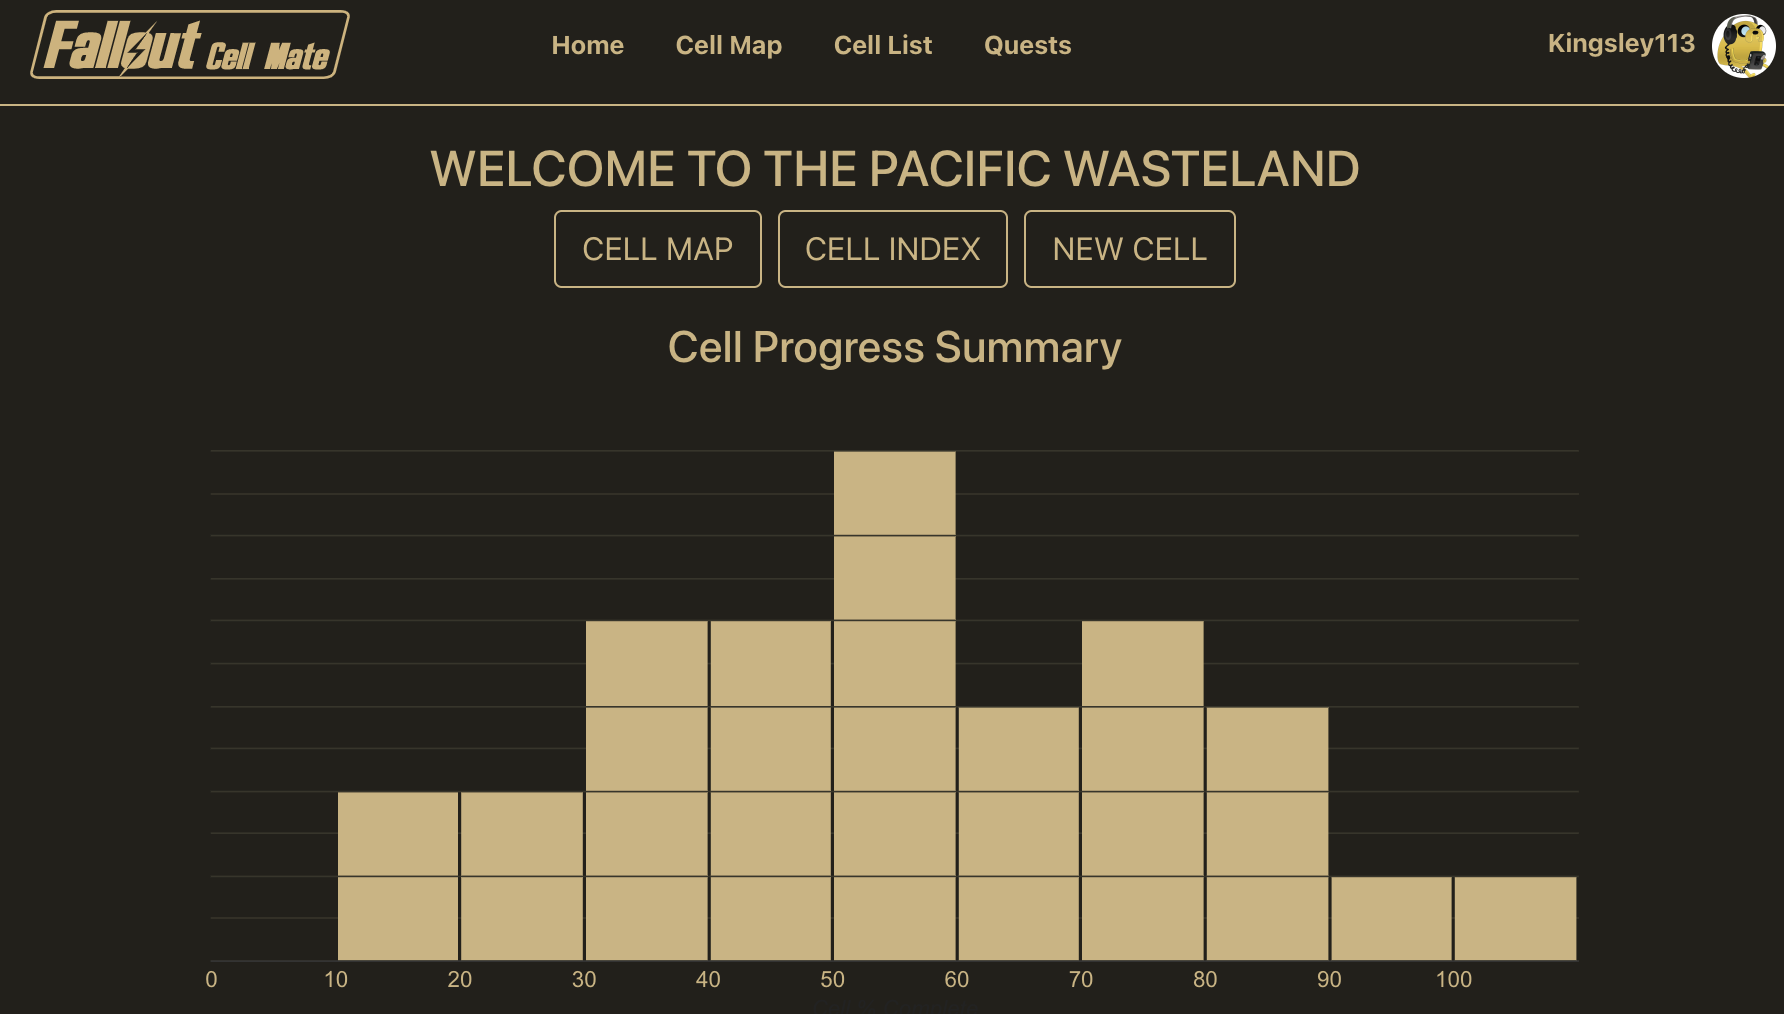 Fallout Cell Mate
Home Cell Map Cell List Quests
Kingsley113
WELCOME TO THE PACIFIC WASTELAND
CELL MAP CELL INDEX NEW CELL
Cell Progress Summary
0 10 20 30 40 50 60 70 80 90 100